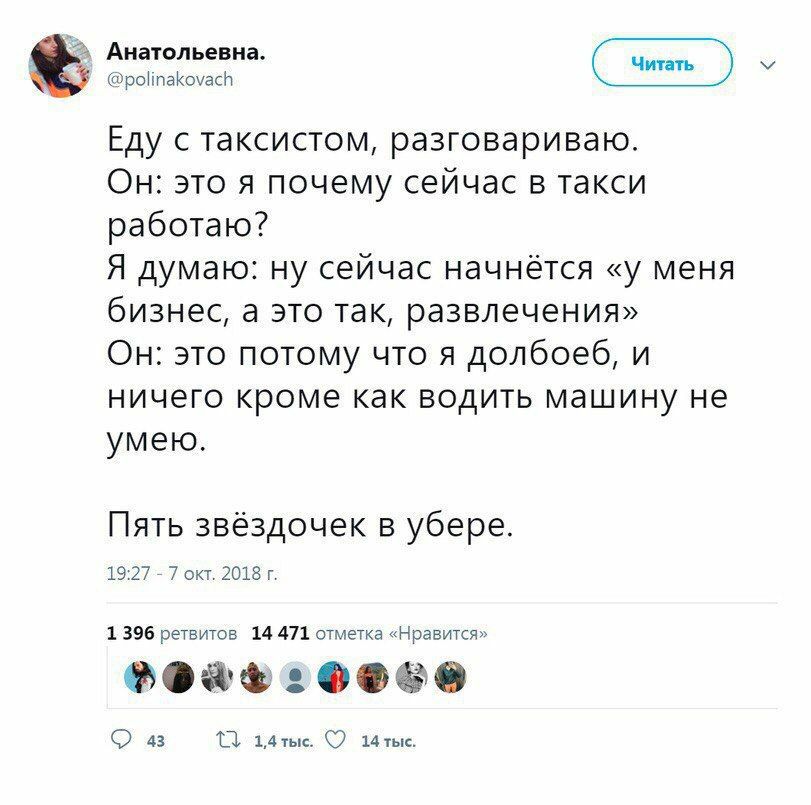 Анатольевна.
@polinakovach
Читать
Еду с таксистом, разговариваю.
Он: это я почему сейчас в такси
работаю?
Я думаю: ну сейчас начнётся «у меня
бизнес, а это так, развлечения»
Он: это потому что я долбоеб, и
ничего кроме как водить машину не
умею.
Пять звёздочек в убере.
19:27 - 7 окт. 2018 г.
1 396 ретвитов 14 471 отметка «Нравится»
43 1,4 тыс. 14 тыс.